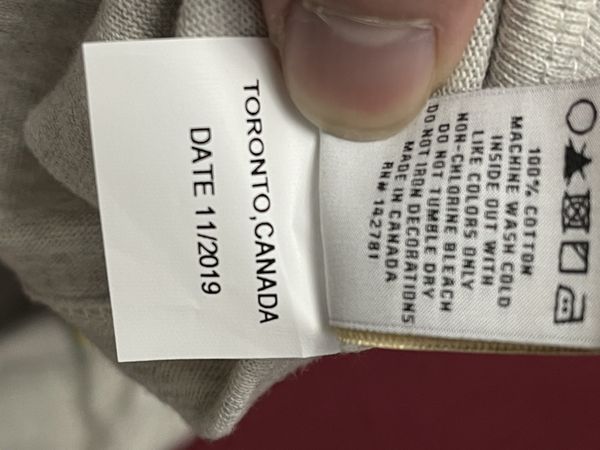 TORONTO,CANADA
DATE 11/2019
100% COTTON
MACHINE WASH COLD
INSIDE OUT WITH
LIKE COLORS ONLY
NON-CHLORINE BLEACH
DO NOT TUMBLE DRY
DO NOT IRON DECORATIONS
MADE IN CANADA
RN# 142781